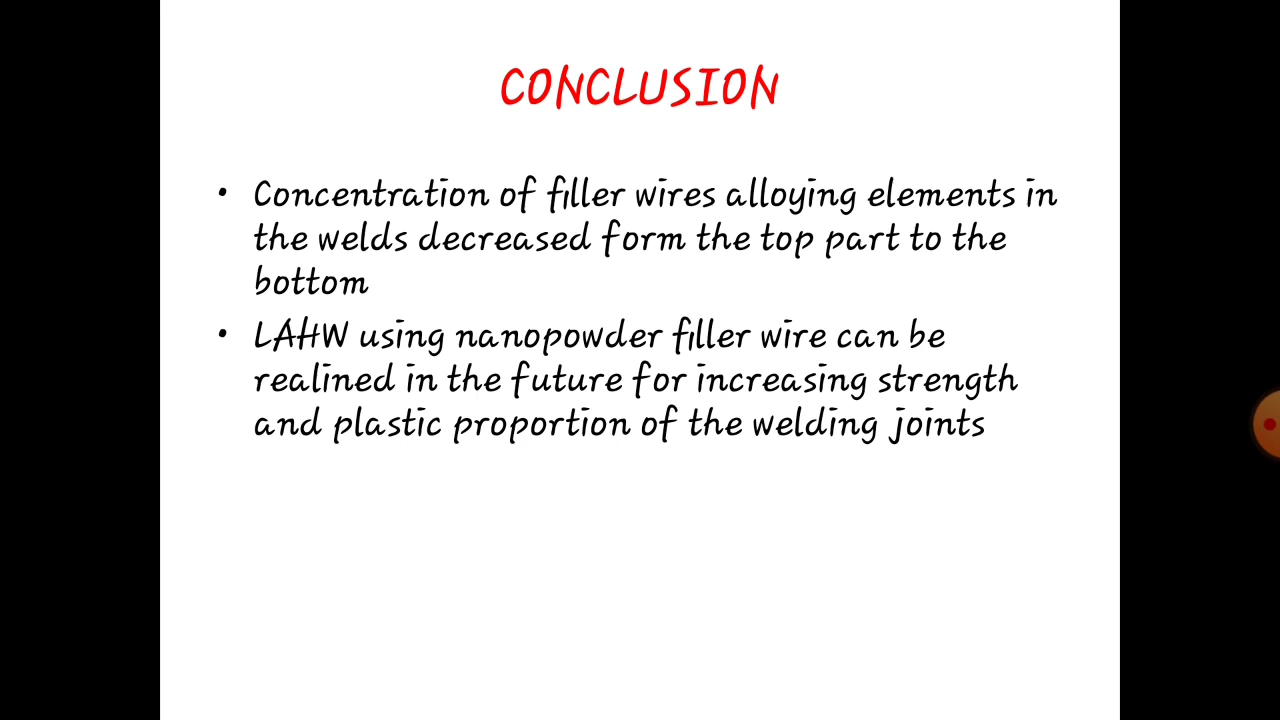 CONCLUSION
• Concentration of filler wires alloying elements in
the welds decreased form the top part to the
bottom
• LAHW using nanopowder filler wire can be
realined in the future for increasing strength
and plastic proportion of the welding joints